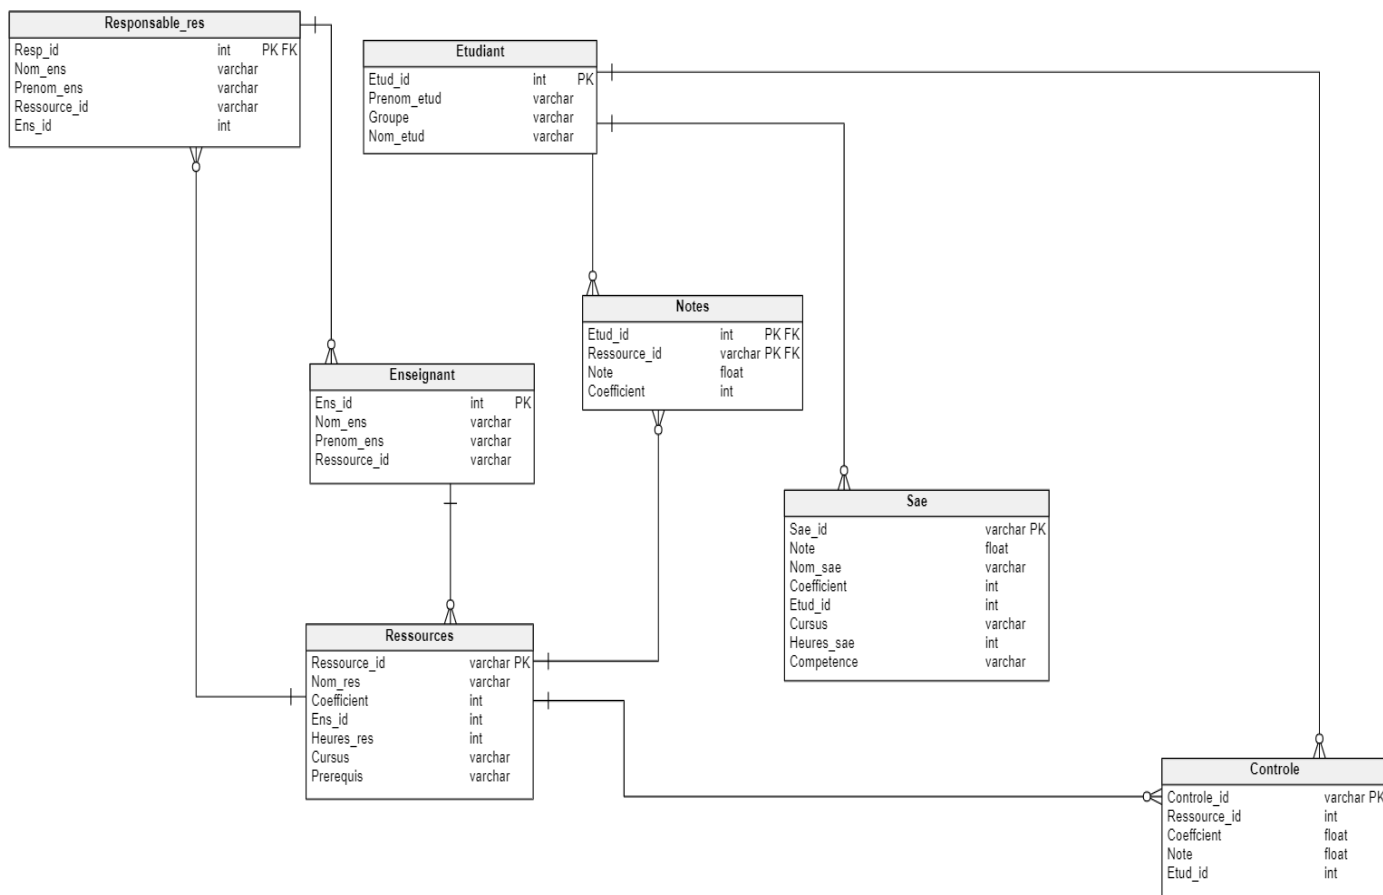 Responsable_res
Resp_id int PK FK
Nom_ens varchar
Prenom_ens varchar
Ressource_id varchar
Ens_id int
Etudiant
Etud_id int PK
Prenom_etud varchar
Groupe varchar
Nom_etud varchar
Notes
Etud_id int PK FK
Ressource_id varchar PK FK
Note float
Coefficient int
Enseignant
Ens_id int PK
Nom_ens varchar
Prenom_ens varchar
Ressource_id varchar
Sae
Sae_id varchar PK
Note float
Nom_sae varchar
Coefficient int
Etud_id int
Cursus varchar
Heures_sae int
Competence varchar
Ressources
Ressource_id varchar PK
Nom_res varchar
Coefficient int
Ens_id int
Heures_res int
Cursus varchar
Prerequis varchar
Controle
Controle_id varchar PK
Ressource_id int
Coeffcient float
Note float
Etud_id int